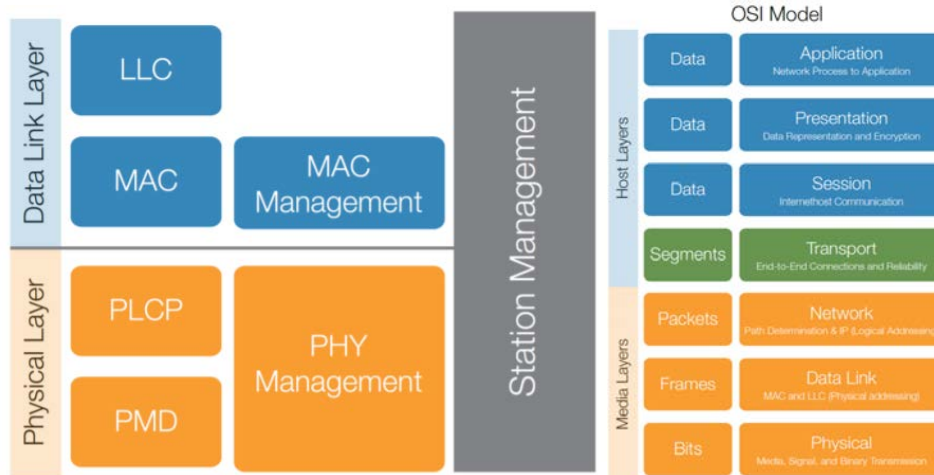 Data Link Layer
LLC
MAC
MAC
Management
Physical Layer
PLCP
PMD
PHY
Management
Station Management
OSI Model
Host Layers
Data
Application
Network Process to Application
Data
Presentation
Data Representation and Encryption
Data
Session
Internethost Communication
Segments
Transport
End-to-End Connections and Reliability
Media Layers
Packets
Network
Path Determination & IP (Logical Addressing)
Frames
Data Link
MAC and LLC (Physical addressing)
Bits
Physical
Media, Signal, and Binary Transmission